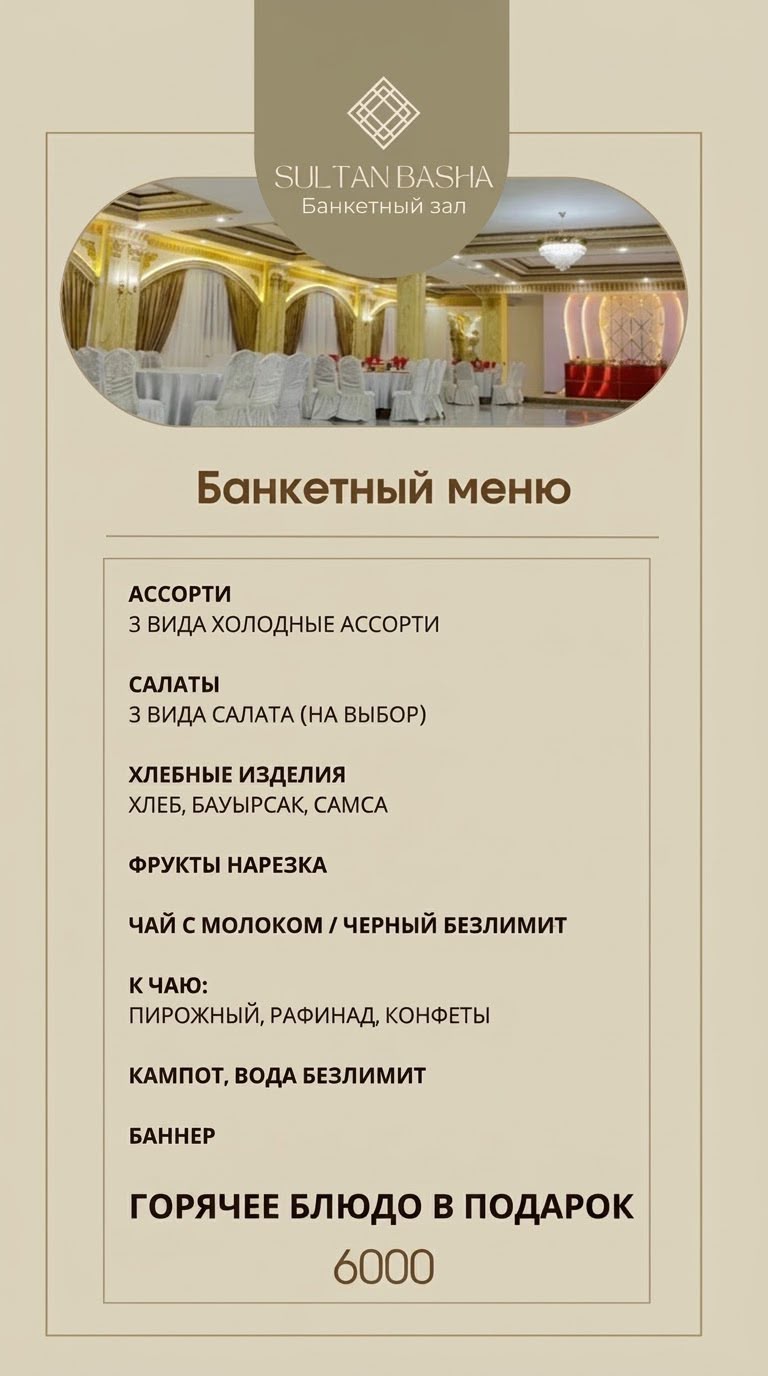 SULTAN BASHA
Банкетный зал
Банкетный меню
АССОРТИ
3 ВИДА ХОЛОДНЫЕ АССОРТИ
САЛАТЫ
3 ВИДА САЛАТА (НА ВЫБОР)
ХЛЕБНЫЕ ИЗДЕЛИЯ
ХЛЕБ, БАУЫРСАК, САМСА
ФРУКТЫ НАРЕЗКА
ЧАЙ С МОЛОКОМ / ЧЕРНЫЙ БЕЗЛИМИТ
К ЧАЮ:
ПИРОЖНЫЙ, РАФИНАД, КОНФЕТЫ
КАМПОТ, ВОДА БЕЗЛИМИТ
БАННЕР
ГОРЯЧЕЕ БЛЮДО В ПОДАРОК
6000